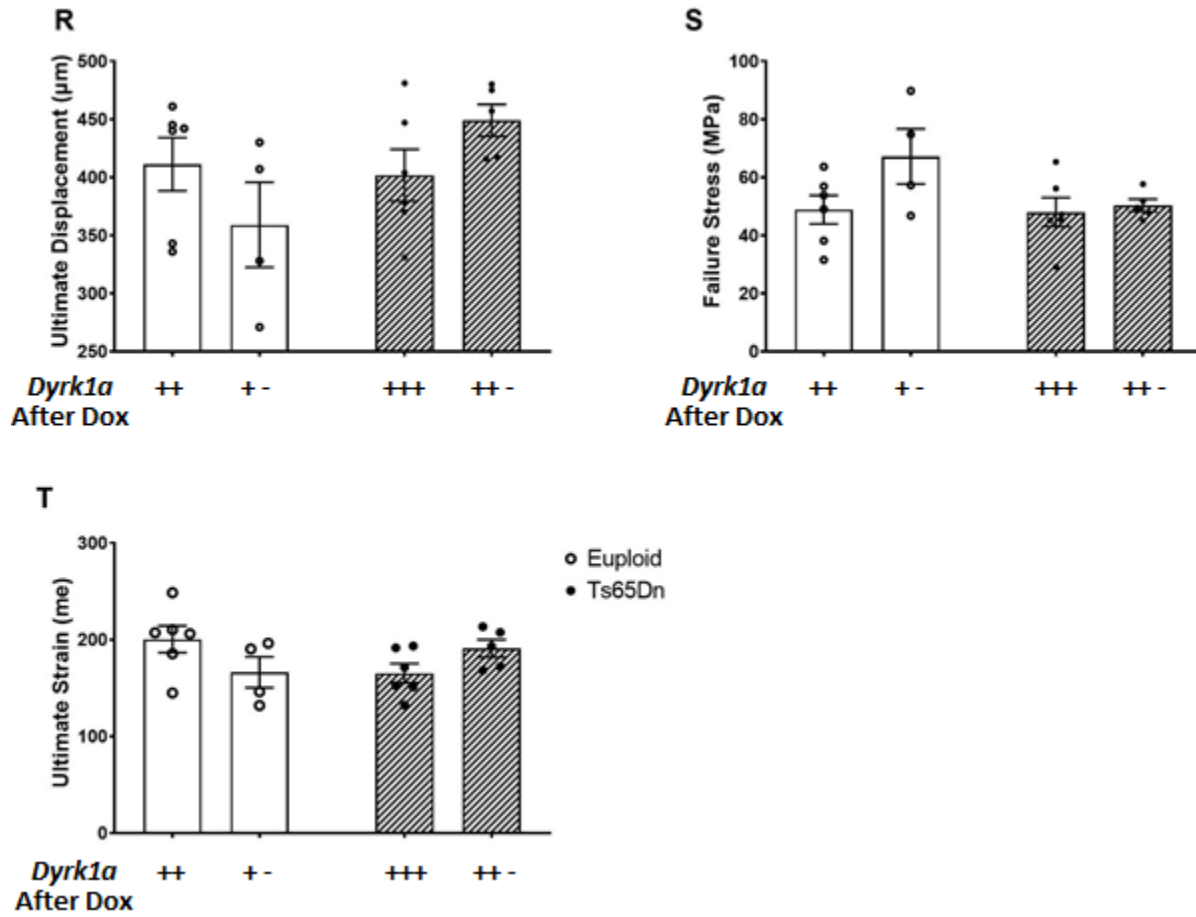 R
500
450
400
350
300
250
Ultimate Displacement (µm)
Dyrk1a ++ + - +++ ++ -
After Dox
S
100
80
60
40
20
0
Failure Stress (MPa)
Dyrk1a ++ + - +++ ++ -
After Dox
T
300
200
100
0
Ultimate Strain (me)
Euploid
Ts65Dn
Dyrk1a ++ + - +++ ++ -
After Dox